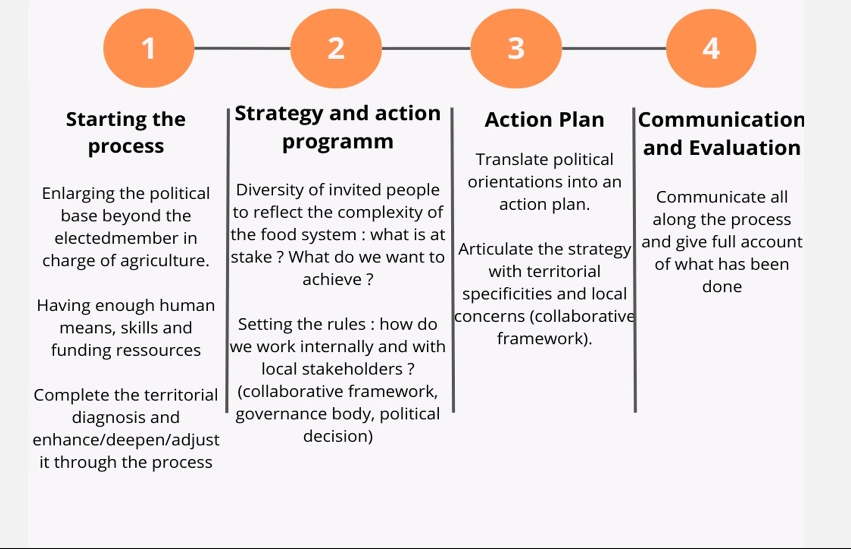 1
Starting the
process
Enlarging the political
base beyond the
electedmember in
charge of agriculture.
Having enough human
means, skills and
funding ressources
Complete the territorial
diagnosis and
enhance/deepen/adjust
it through the process
2
Strategy and action
programm
Diversity of invited people
to reflect the complexity of
the food system : what is at
stake ? What do we want to
achieve ?
Setting the rules : how do
we work internally and with
local stakeholders ?
(collaborative framework,
governance body, political
decision)
3
Action Plan
Translate political
orientations into an
action plan.
Articulate the strategy
with territorial
specificities and local
concerns (collaborative
framework).
4
Communication
and Evaluation
Communicate all
along the process
and give full account
of what has been
done